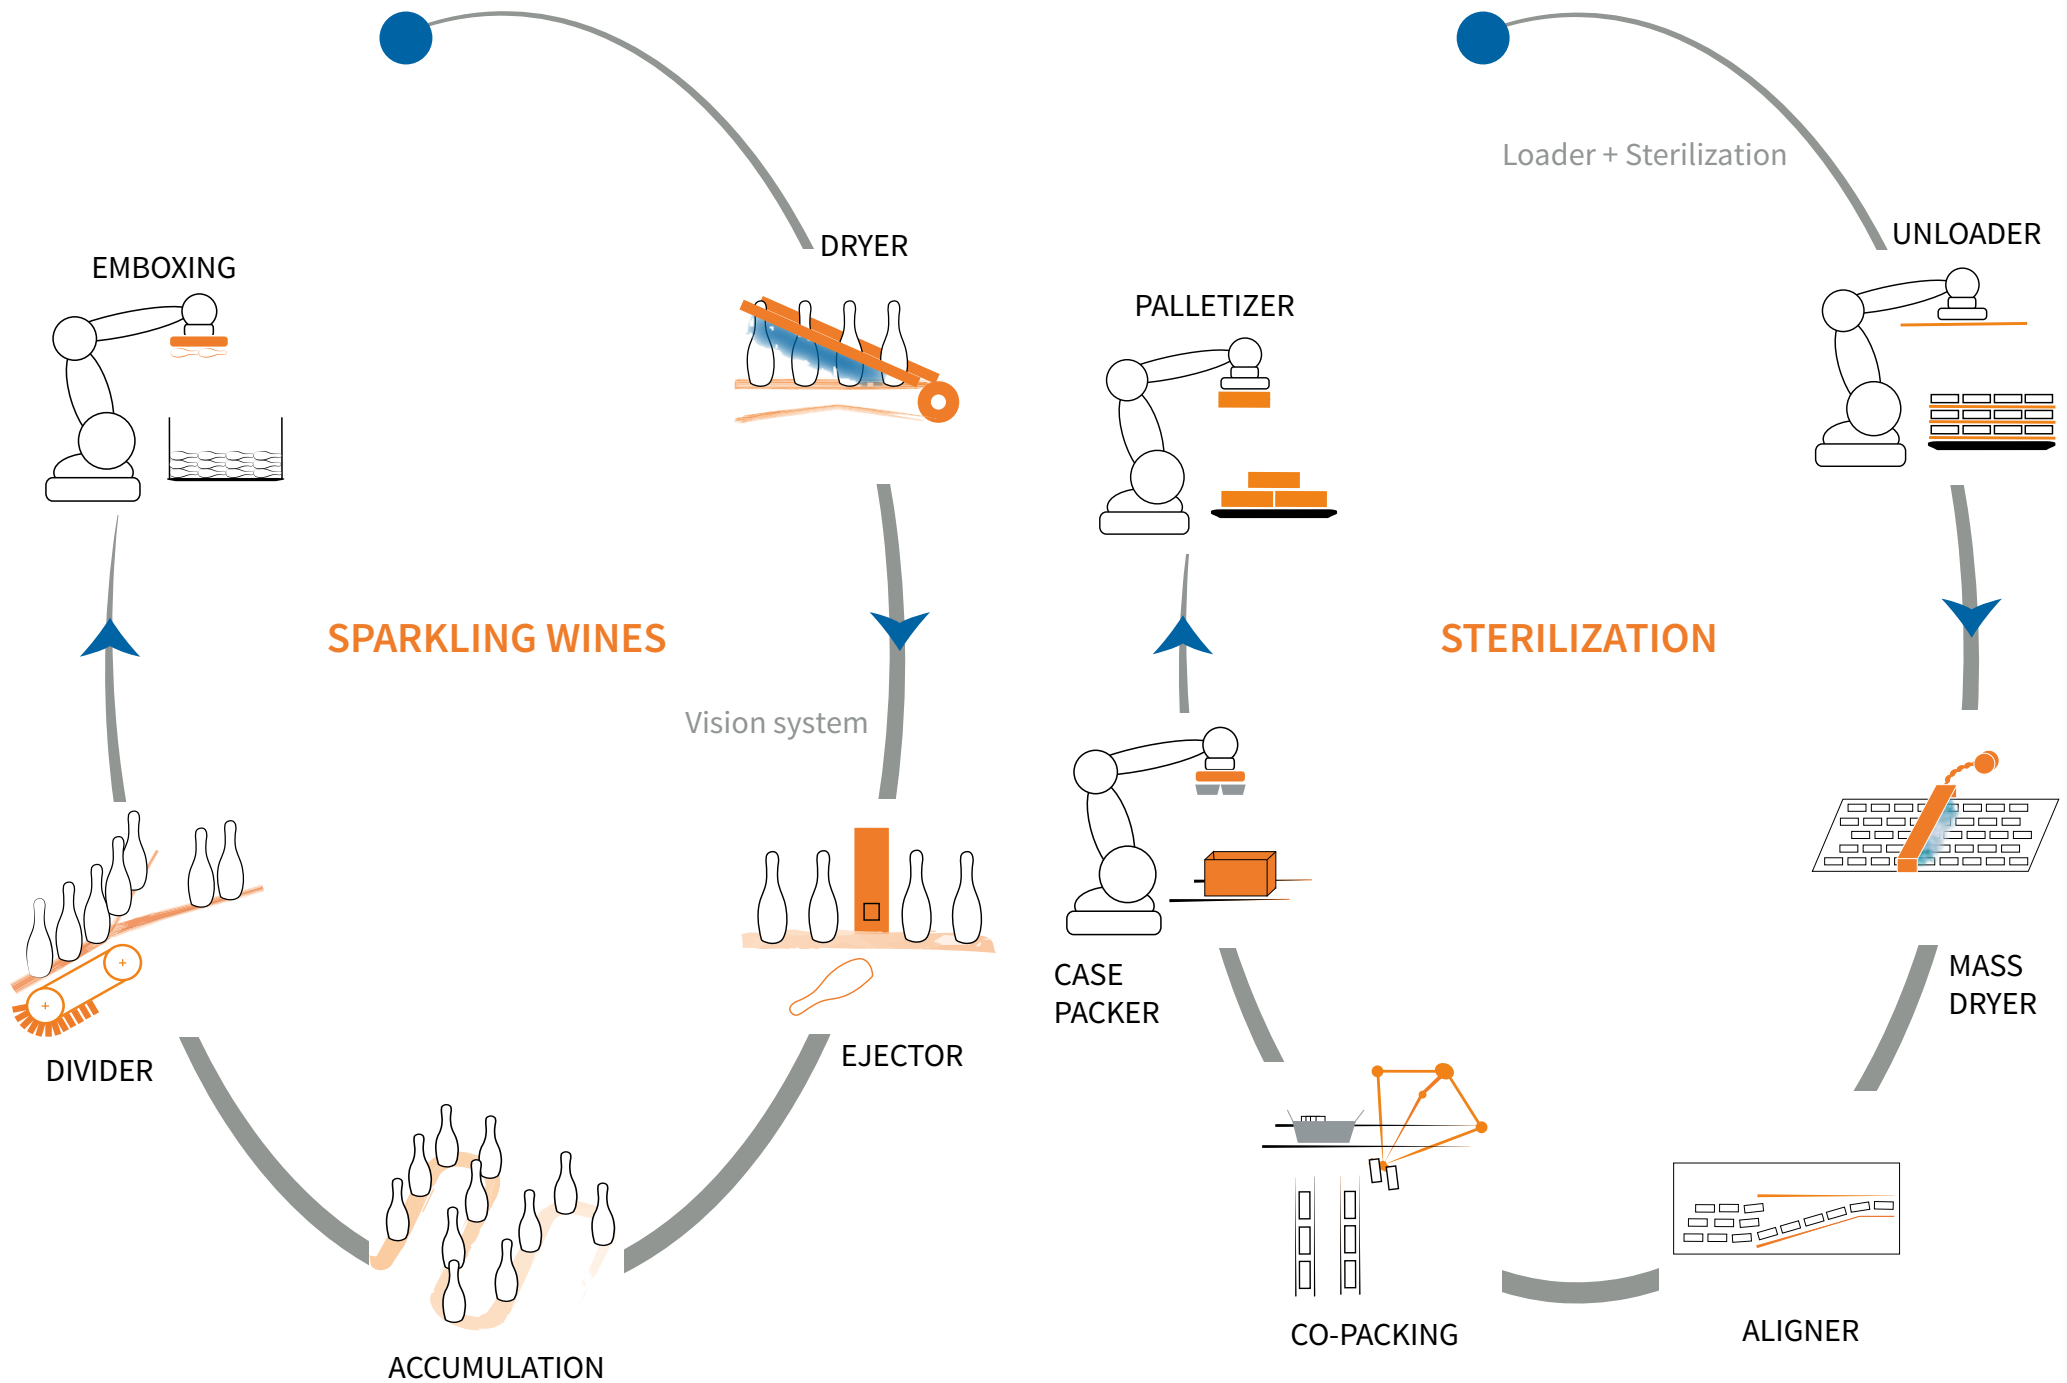 DRYER
EMBOXING
SPARKLING WINES
Vision system
EJECTOR
DIVIDER
ACCUMULATION
Loader + Sterilization
UNLOADER
PALLETIZER
STERILIZATION
MASS
DRYER
CASE
PACKER
ALIGNER
CO-PACKING